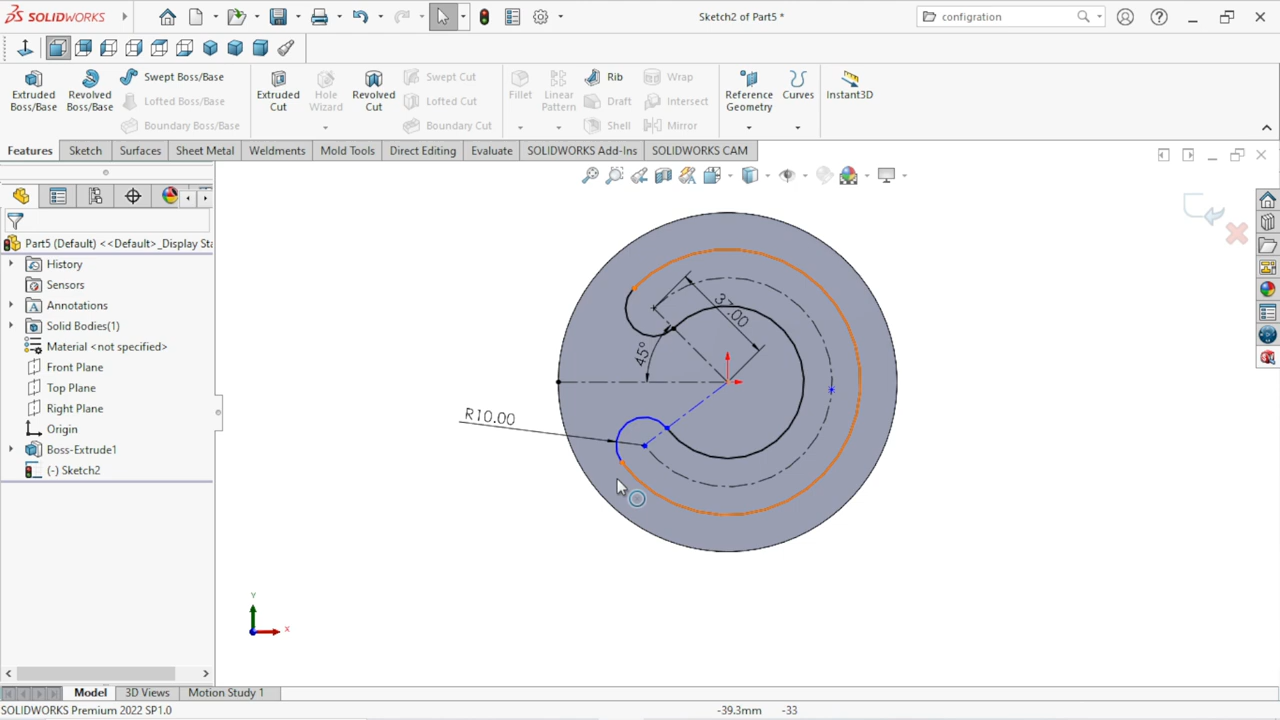 SOLIDWORKS
Sketch2 of Part5 *
configration
Extruded Boss/Base
Revolved Boss/Base
Swept Boss/Base
Lofted Boss/Base
Boundary Boss/Base
Extruded Cut
Hole Wizard
Revolved Cut
Swept Cut
Lofted Cut
Boundary Cut
Fillet
Linear Pattern
Rib
Draft
Shell
Wrap
Intersect
Mirror
Reference Geometry
Curves
Instant3D
Features
Sketch
Surfaces
Sheet Metal
Weldments
Mold Tools
Direct Editing
Evaluate
SOLIDWORKS Add-Ins
SOLIDWORKS CAM
Part5 (Default) <<Default>_Display Sta
History
Sensors
Annotations
Solid Bodies(1)
Material <not specified>
Front Plane
Top Plane
Right Plane
Origin
Boss-Extrude1
(-) Sketch2
45°
R10.00
Y
X
Model
3D Views
Motion Study 1
SOLIDWORKS Premium 2022 SP1.0
-39.3mm
-33